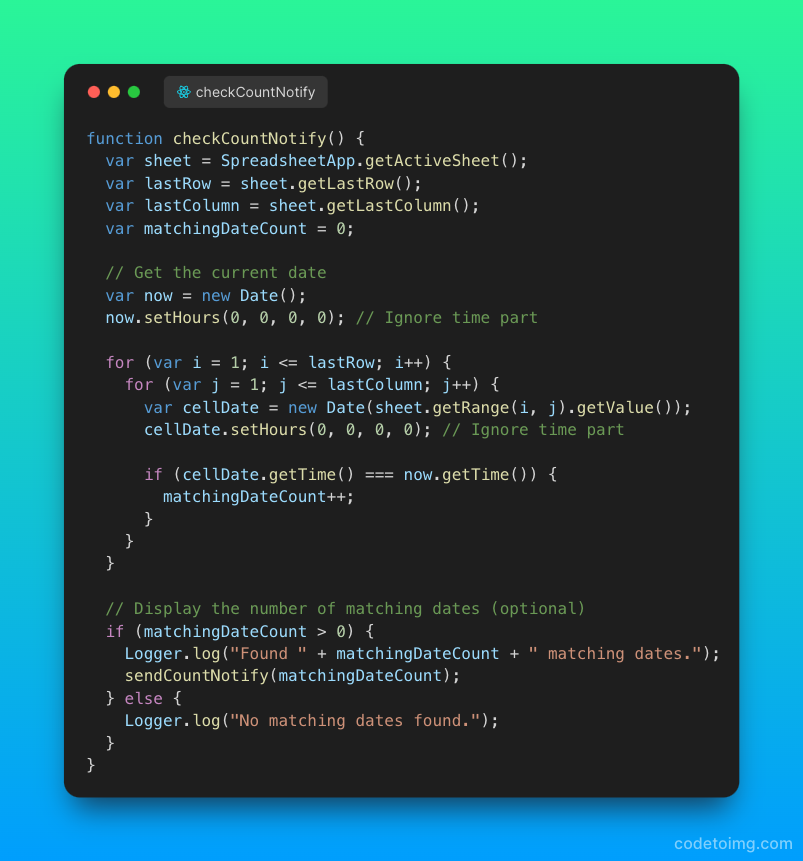 checkCountNotify
function checkCountNotify() {
  var sheet = SpreadsheetApp.getActiveSheet();
  var lastRow = sheet.getLastRow();
  var lastColumn = sheet.getLastColumn();
  var matchingDateCount = 0;

  // Get the current date
  var now = new Date();
  now.setHours(0, 0, 0, 0); // Ignore time part

  for (var i = 1; i <= lastRow; i++) {
    for (var j = 1; j <= lastColumn; j++) {
      var cellDate = new Date(sheet.getRange(i, j).getValue());
      cellDate.setHours(0, 0, 0, 0); // Ignore time part

      if (cellDate.getTime() === now.getTime()) {
        matchingDateCount++;
      }
    }
  }

  // Display the number of matching dates (optional)
  if (matchingDateCount > 0) {
    Logger.log("Found " + matchingDateCount + " matching dates.");
    sendCountNotify(matchingDateCount);
  } else {
    Logger.log("No matching dates found.");
  }
}
codetoimg.com